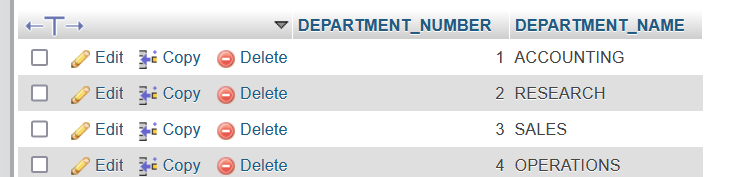 DEPARTMENT_NUMBER DEPARTMENT_NAME
Edit Copy Delete 1 ACCOUNTING
Edit Copy Delete 2 RESEARCH
Edit Copy Delete 3 SALES
Edit Copy Delete 4 OPERATIONS